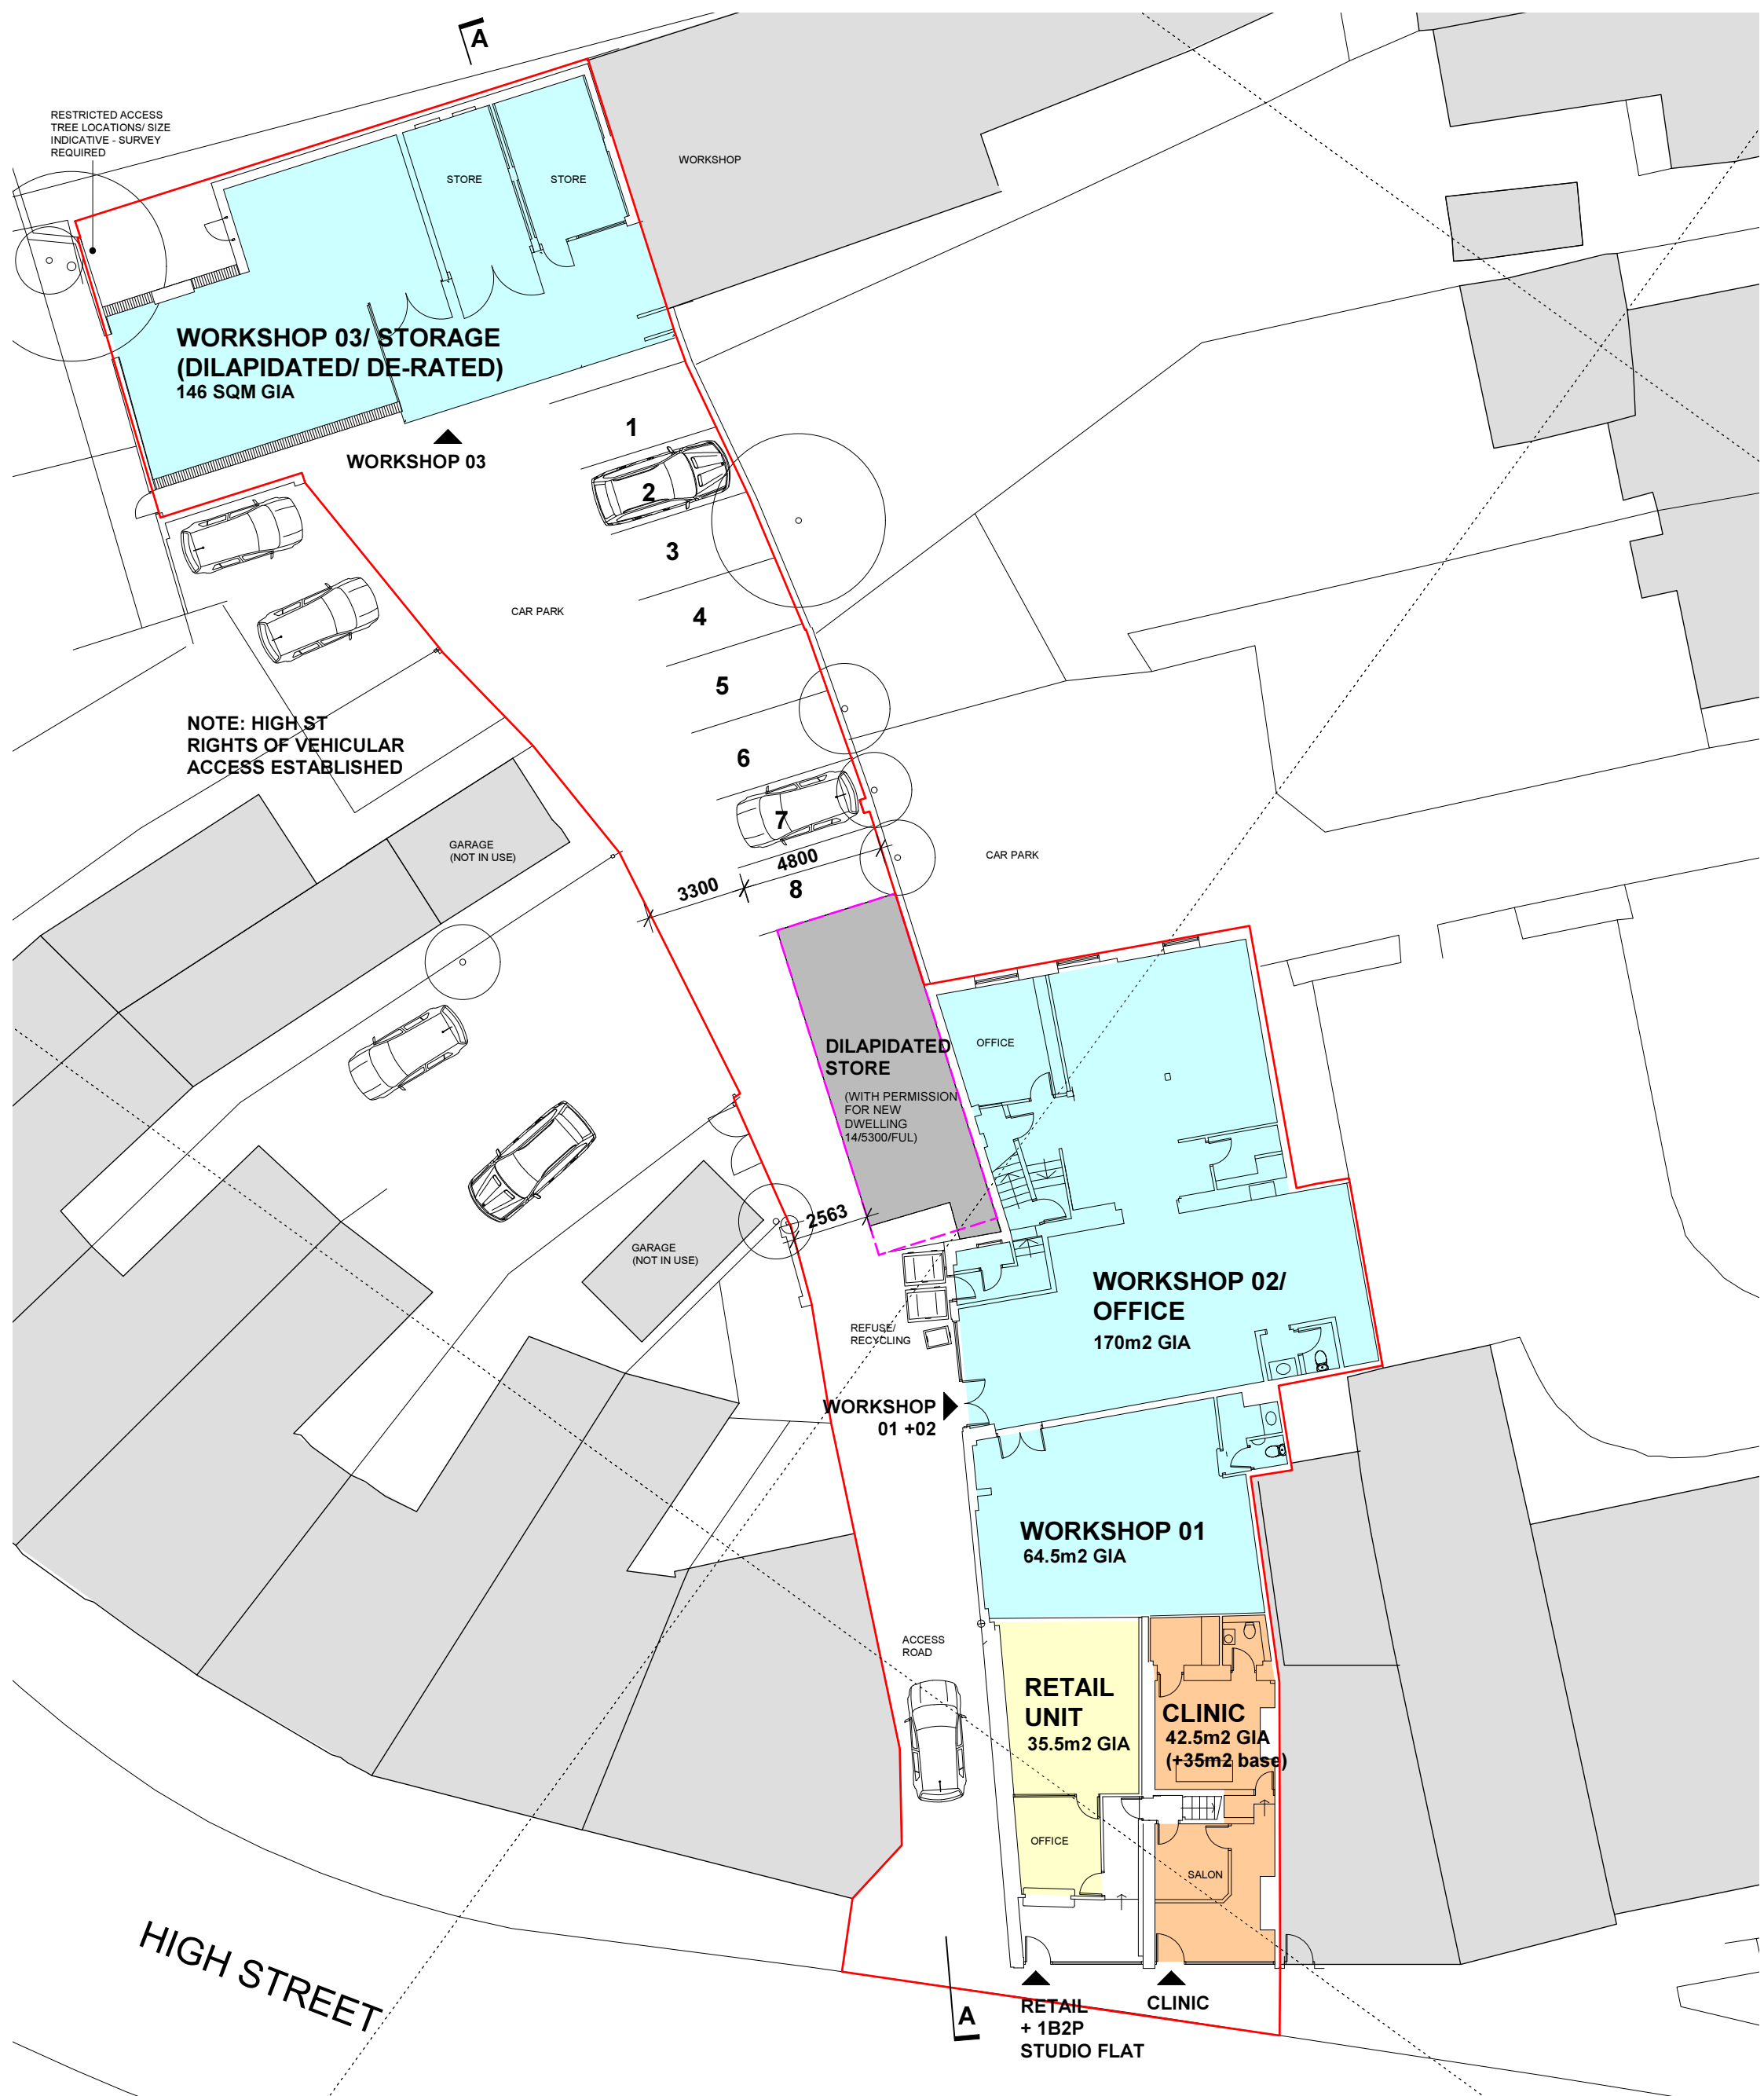 A
RESTRICTED ACCESS
TREE LOCATIONS/ SIZE
INDICATIVE - SURVEY
REQUIRED
STORE
STORE
WORKSHOP
WORKSHOP 03/ STORAGE
(DILAPIDATED/ DE-RATED)
146 SQM GIA
WORKSHOP 03
1
2
3
4
5
6
7
8
CAR PARK
NOTE: HIGH ST
RIGHTS OF VEHICULAR
ACCESS ESTABLISHED
GARAGE
(NOT IN USE)
4800
3300
CAR PARK
DILAPIDATED
STORE
(WITH PERMISSION
FOR NEW
DWELLING
14/5300/FUL)
OFFICE
2563
GARAGE
(NOT IN USE)
WORKSHOP 02/
OFFICE
170m2 GIA
REFUSE/
RECYCLING
WORKSHOP
01 +02
WORKSHOP 01
64.5m2 GIA
ACCESS
ROAD
RETAIL
UNIT
35.5m2 GIA
CLINIC
42.5m2 GIA
(+35m2 base)
OFFICE
SALON
HIGH STREET
A
RETAIL
+ 1B2P
STUDIO FLAT
CLINIC